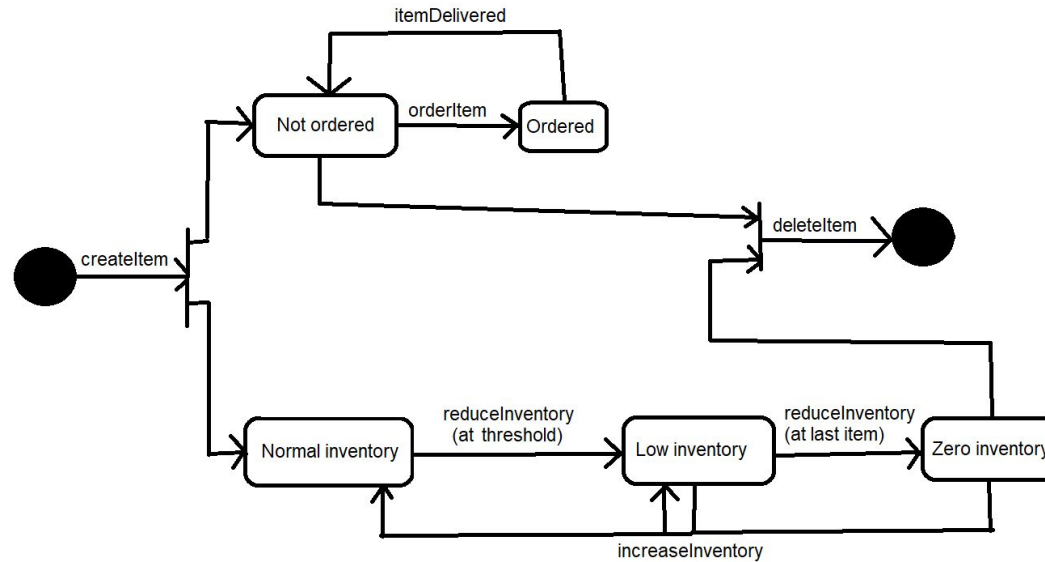 itemDelivered
Not ordered
orderItem
Ordered
createItem
deleteItem
Normal inventory
reduceInventory
(at threshold)
Low inventory
reduceInventory
(at last item)
Zero inventory
increaseInventory